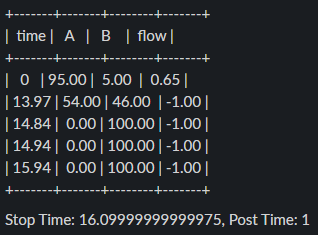 +-------+-------+-------+-------+
| time | A | B | flow |
+-------+-------+-------+-------+
| 0 | 95.00 | 5.00 | 0.65 |
| 13.97 | 54.00 | 46.00 | -1.00 |
| 14.84 | 0.00 | 100.00 | -1.00 |
| 14.94 | 0.00 | 100.00 | -1.00 |
| 15.94 | 0.00 | 100.00 | -1.00 |
+-------+-------+-------+-------+
Stop Time: 16.09999999999975, Post Time: 1